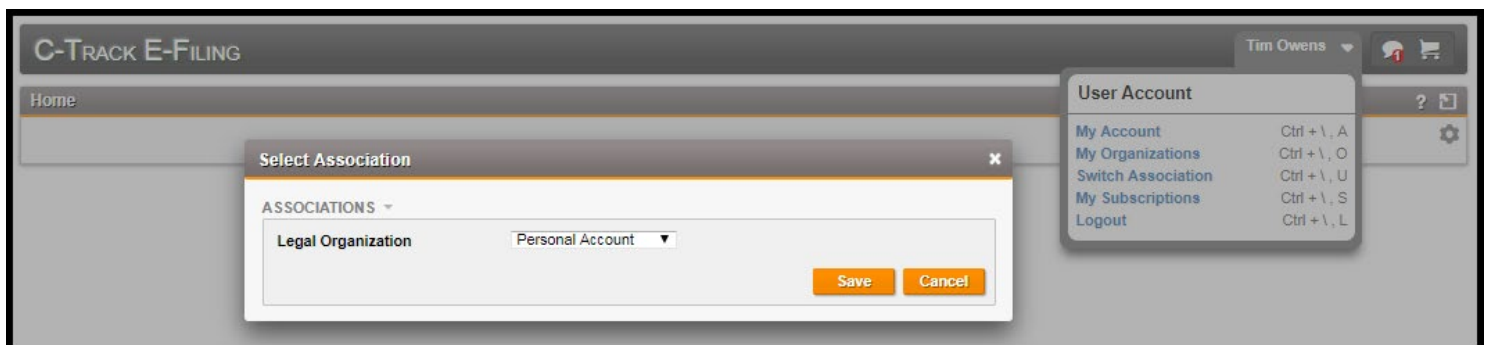 C-Track E-Filing
Tim Owens
1
Home
?
User Account
My Account Ctrl + \ , A
My Organizations Ctrl + \ , O
Switch Association Ctrl + \ , U
My Subscriptions Ctrl + \ , S
Logout Ctrl + \ , L
Select Association
ASSOCIATIONS
Legal Organization Personal Account
Save Cancel